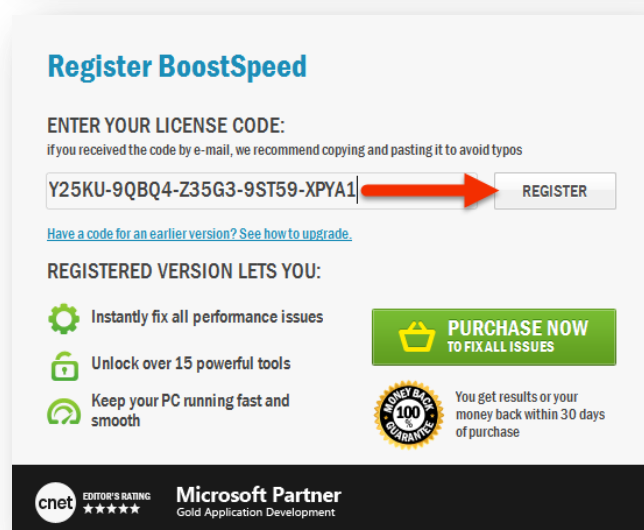 Register BoostSpeed
ENTER YOUR LICENSE CODE:
if you received the code by e-mail, we recommend copying and pasting it to avoid typos
Y25KU-9QBQ4-Z35G3-9ST59-XPYA1
REGISTER
Have a code for an earlier version? See how to upgrade.
REGISTERED VERSION LETS YOU:
Instantly fix all performance issues
Unlock over 15 powerful tools
Keep your PC running fast and
smooth
PURCHASE NOW
TO FIX ALL ISSUES
MONEY BACK
100
%
GUARANTEE
You get results or your
money back within 30 days
of purchase
cnet
EDITOR'S RATING
★★★★★
Microsoft Partner
Gold Application Development